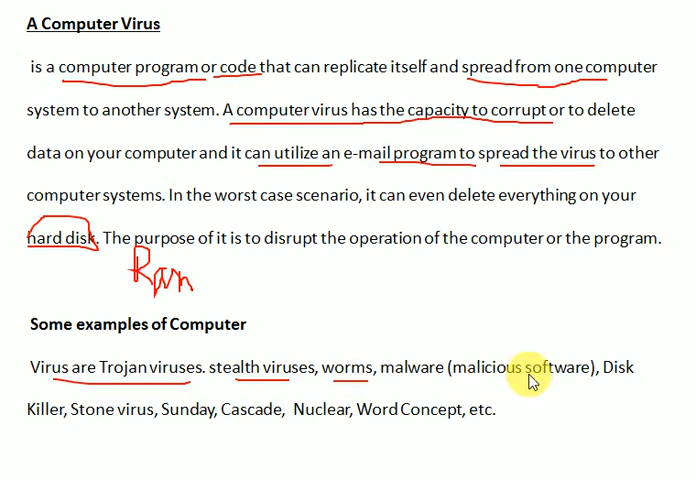 A Computer Virus
is a computer program or code that can replicate itself and spread from one computer
system to another system. A computer virus has the capacity to corrupt or to delete
data on your computer and it can utilize an e-mail program to spread the virus to other
computer systems. In the worst case scenario, it can even delete everything on your
hard disk. The purpose of it is to disrupt the operation of the computer or the program.
Ram
Some examples of Computer
Virus are Trojan viruses. stealth viruses, worms, malware (malicious software), Disk
Killer, Stone virus, Sunday, Cascade, Nuclear, Word Concept, etc.